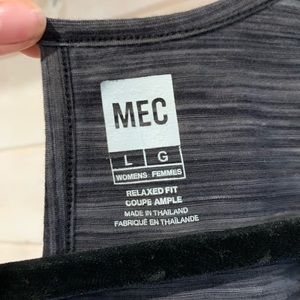 MEC
L G
WOMENS: FEMMES
RELAXED FIT
COUPE AMPLE
MADE IN THAILAND
FABRIQUÉ EN THAÏLANDE